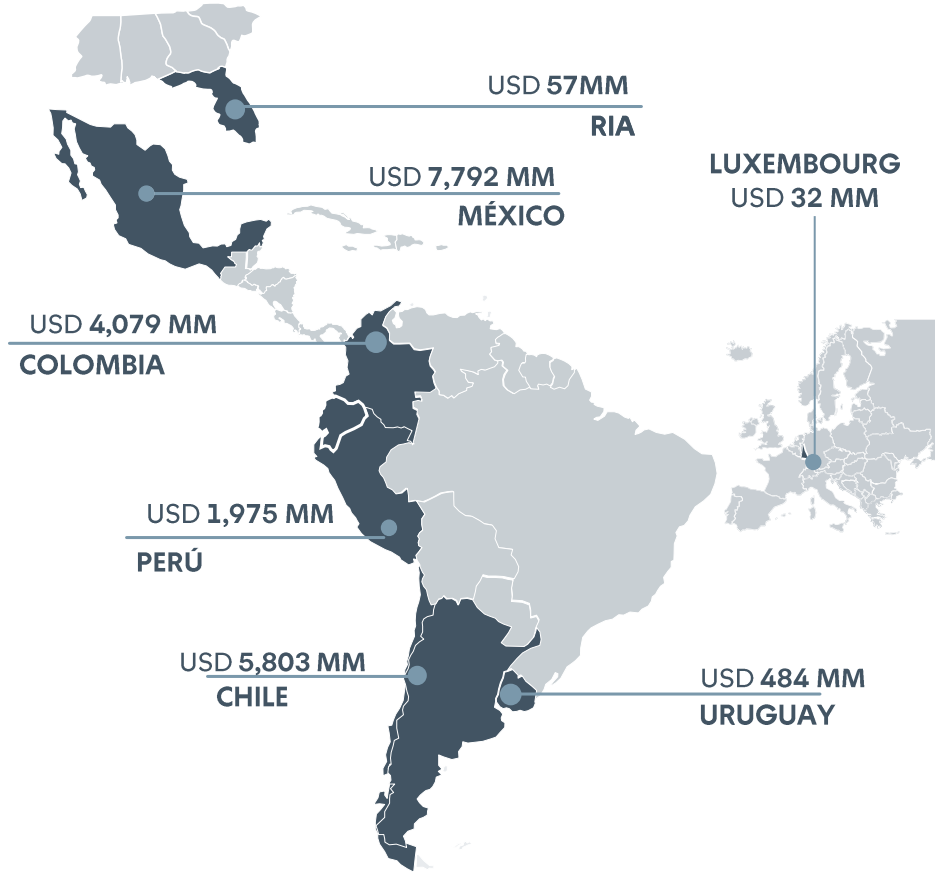 USD 57MM
RIA
USD 7,792 MM
MÉXICO
LUXEMBOURG
USD 32 MM
USD 4,079 MM
COLOMBIA
USD 1,975 MM
PERÚ
USD 5,803 MM
CHILE
USD 484 MM
URUGUAY